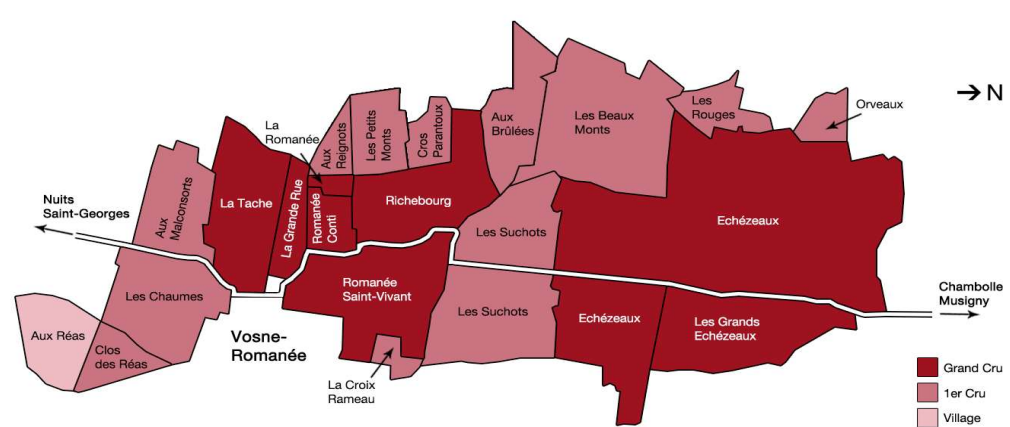 Nuits
Saint-Georges
Aux
Malconsorts
La Tache
La Grande Rue
La
Romanée
Romanée
Conti
Aux
Reignots
Les Petits
Monts
Cros
Parantoux
Richebourg
Aux
Brûlées
Les Beaux
Monts
Les
Rouges
Orveaux
N
Les Suchots
Echézeaux
Les Chaumes
Aux Réas
Clos
des Réas
Vosne-
Romanée
Romanée
Saint-Vivant
La Croix
Rameau
Les Suchots
Echézeaux
Les Grands
Echézeaux
Chambolle
Musigny
Grand Cru
1er Cru
Village